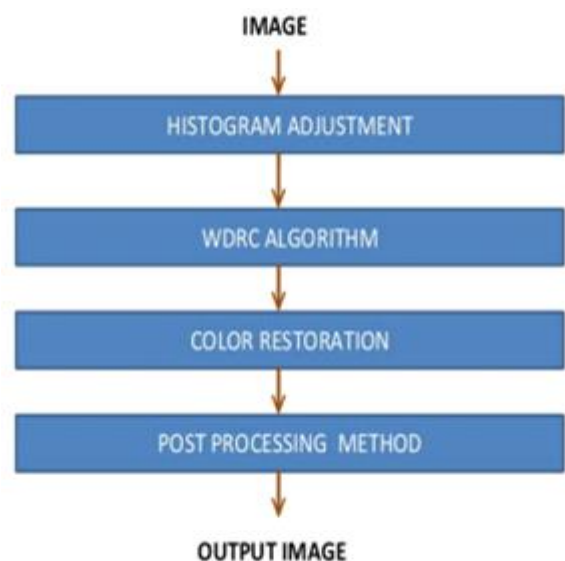 IMAGE
HISTOGRAM ADJUSTMENT
WDRC ALGORITHM
COLOR RESTORATION
POST PROCESSING METHOD
OUTPUT IMAGE